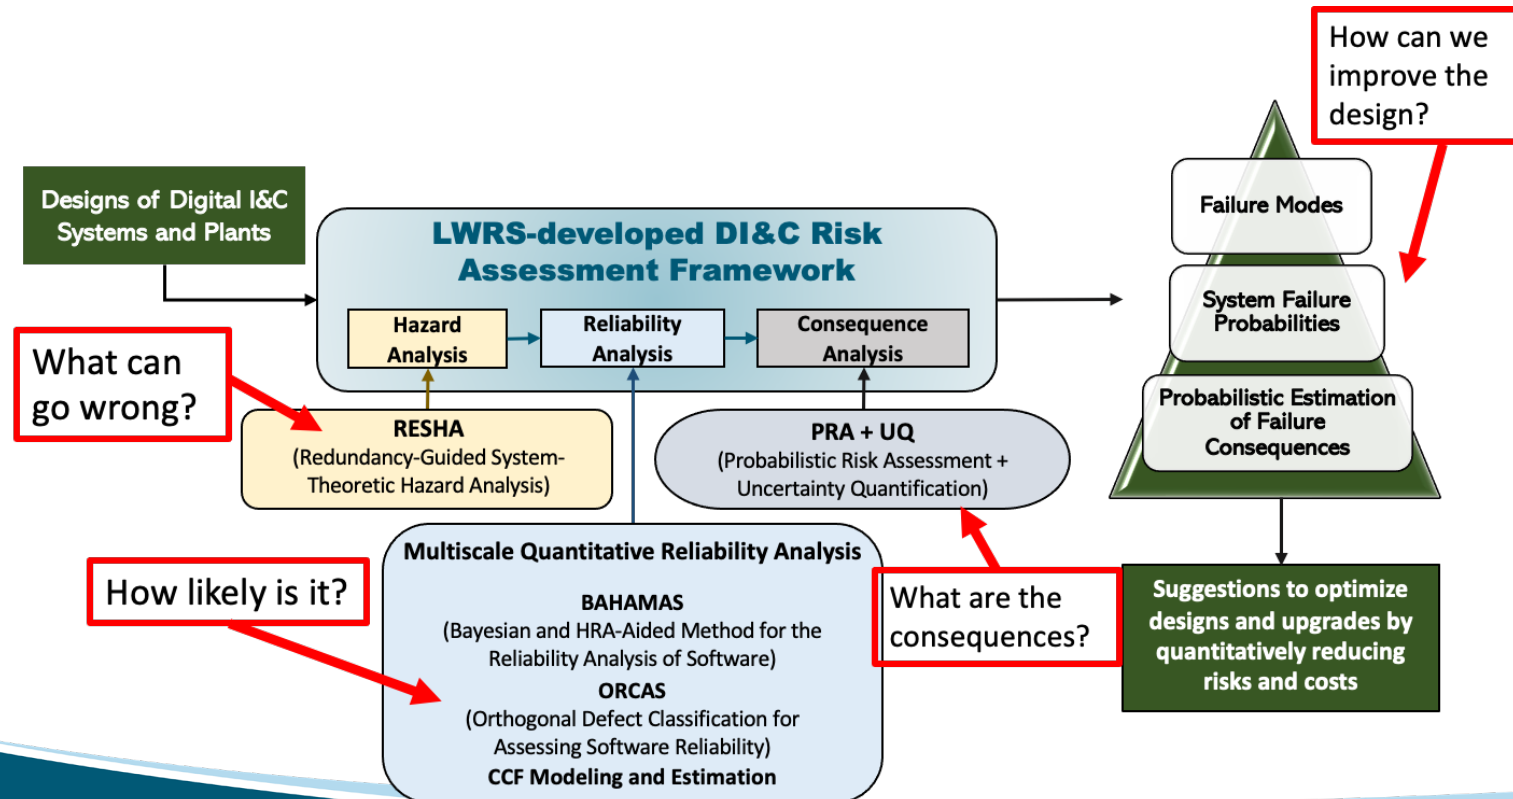 How can we
improve the
design?
Designs of Digital I&C
Systems and Plants
LWRS-developed DI&C Risk
Assessment Framework
Hazard
Analysis
Reliability
Analysis
Consequence
Analysis
What can
go wrong?
RESHA
(Redundancy-Guided System-
Theoretic Hazard Analysis)
PRA + UQ
(Probabilistic Risk Assessment +
Uncertainty Quantification)
How likely is it?
Multiscale Quantitative Reliability Analysis
BAHAMAS
(Bayesian and HRA-Aided Method for the
Reliability Analysis of Software)
ORCAS
(Orthogonal Defect Classification for
Assessing Software Reliability)
CCF Modeling and Estimation
What are the
consequences?
Failure Modes
System Failure
Probabilities
Probabilistic Estimation
of Failure
Consequences
Suggestions to optimize
designs and upgrades by
quantitatively reducing
risks and costs